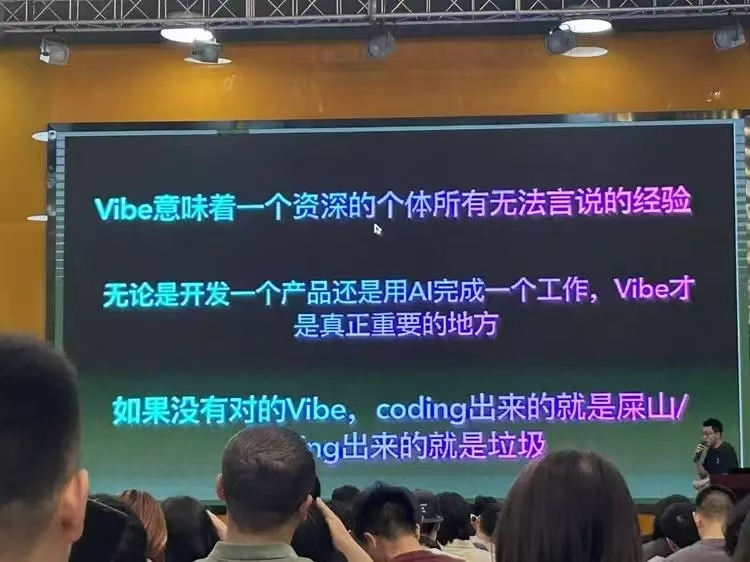 Vibe意味着一个资深的个体所有无法言说的经验
无论是开发一个产品还是用AI完成一个工作，Vibe才
是真正重要的地方
如果没有对的Vibe，coding出来的就是屎山/
ng出来的就是垃圾